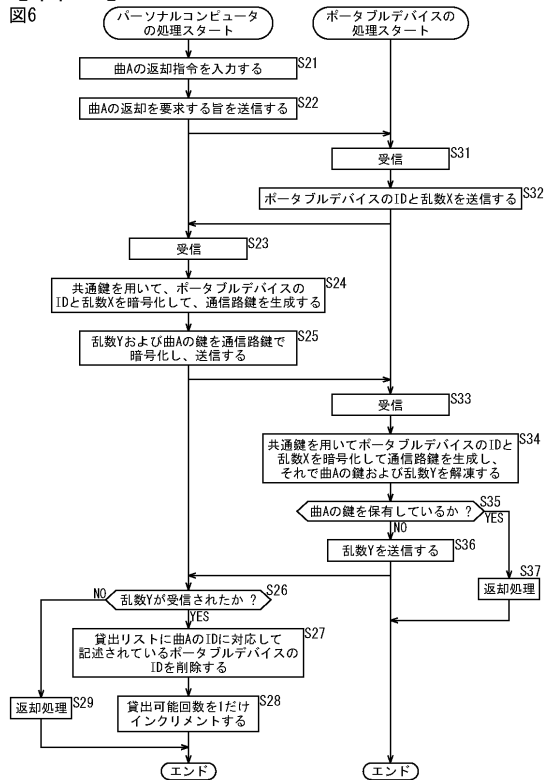 図6
パーソナルコンピュータ
の処理スタート
ポータブルデバイスの
処理スタート
曲Aの返却指令を入力する
S21
曲Aの返却を要求する旨を送信する
S22
受信
S31
ポータブルデバイスのIDと乱数Xを送信する
S32
受信
S23
共通鍵を用いて、ポータブルデバイスの
IDと乱数Xを暗号化して、通信路鍵を生成する
S24
乱数Yおよび曲Aの鍵を通信路鍵で
暗号化し、送信する
S25
受信
S33
共通鍵を用いてポータブルデバイスのIDと
乱数Xを暗号化して通信路鍵を生成し、
それで曲Aの鍵および乱数Yを解凍する
S34
曲Aの鍵を保有しているか ?
S35
YES
NO
乱数Yを送信する
S36
返却処理
S37
乱数Yが受信されたか ?
S26
NO
YES
貸出リストに曲AのIDに対応して
記述されているポータブルデバイスの
IDを削除する
S27
貸出可能回数を1だけ
インクリメントする
S28
返却処理
S29
エンド
エンド